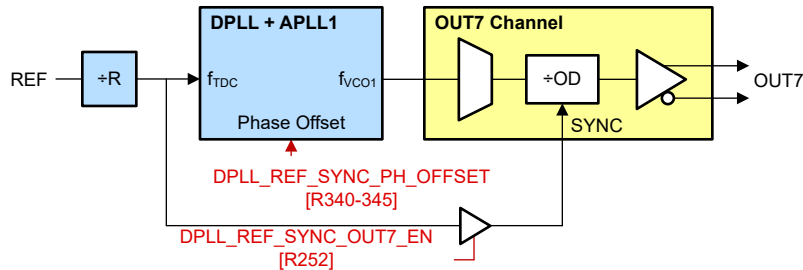 DPLL + APLL1
OUT7 Channel
REF
÷R
fTDC
fVCO1
÷OD
OUT7
Phase Offset
SYNC
DPLL_REF_SYNC_PH_OFFSET
[R340-345]
DPLL_REF_SYNC_OUT7_EN
[R252]